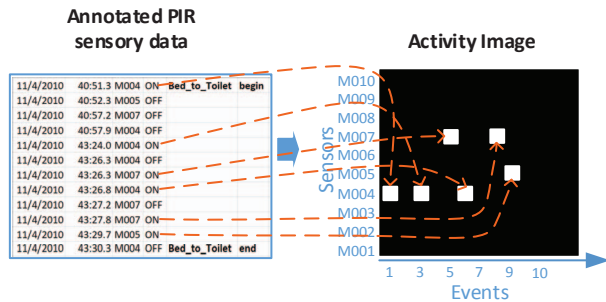 Annotated PIR
sensory data
Activity Image
11/4/2010 40:51.3 M004 ON Bed_to_Toilet begin
11/4/2010 40:52.3 M005 OFF
11/4/2010 40:57.2 M007 OFF
11/4/2010 40:57.9 M004 OFF
11/4/2010 43:24.0 M004 ON
11/4/2010 43:26.3 M004 OFF
11/4/2010 43:26.3 M007 ON
11/4/2010 43:26.8 M004 ON
11/4/2010 43:27.2 M007 OFF
11/4/2010 43:27.8 M007 ON
11/4/2010 43:29.7 M005 ON
11/4/2010 43:30.3 M004 OFF Bed_to_Toilet end
Sensors
M010
M009
M008
M007
M006
M005
M004
M003
M002
M001
1 3 5 7 9 10
Events